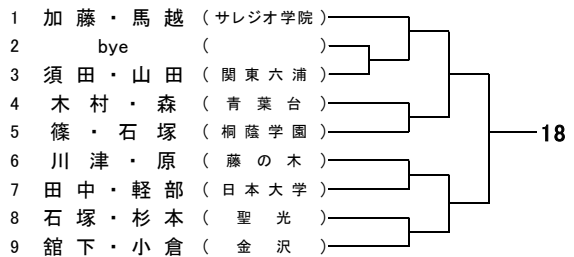 1 加藤・馬越 (サレジオ学院)
2 bye ( )
3 須田・山田 (関東六浦)
4 木村・森 (青葉台)
5 篠・石塚 (桐蔭学園)
6 川津・原 (藤の木)
7 田中・軽部 (日本大学)
8 石塚・杉本 (聖光)
9 舘下・小倉 (金沢)
18